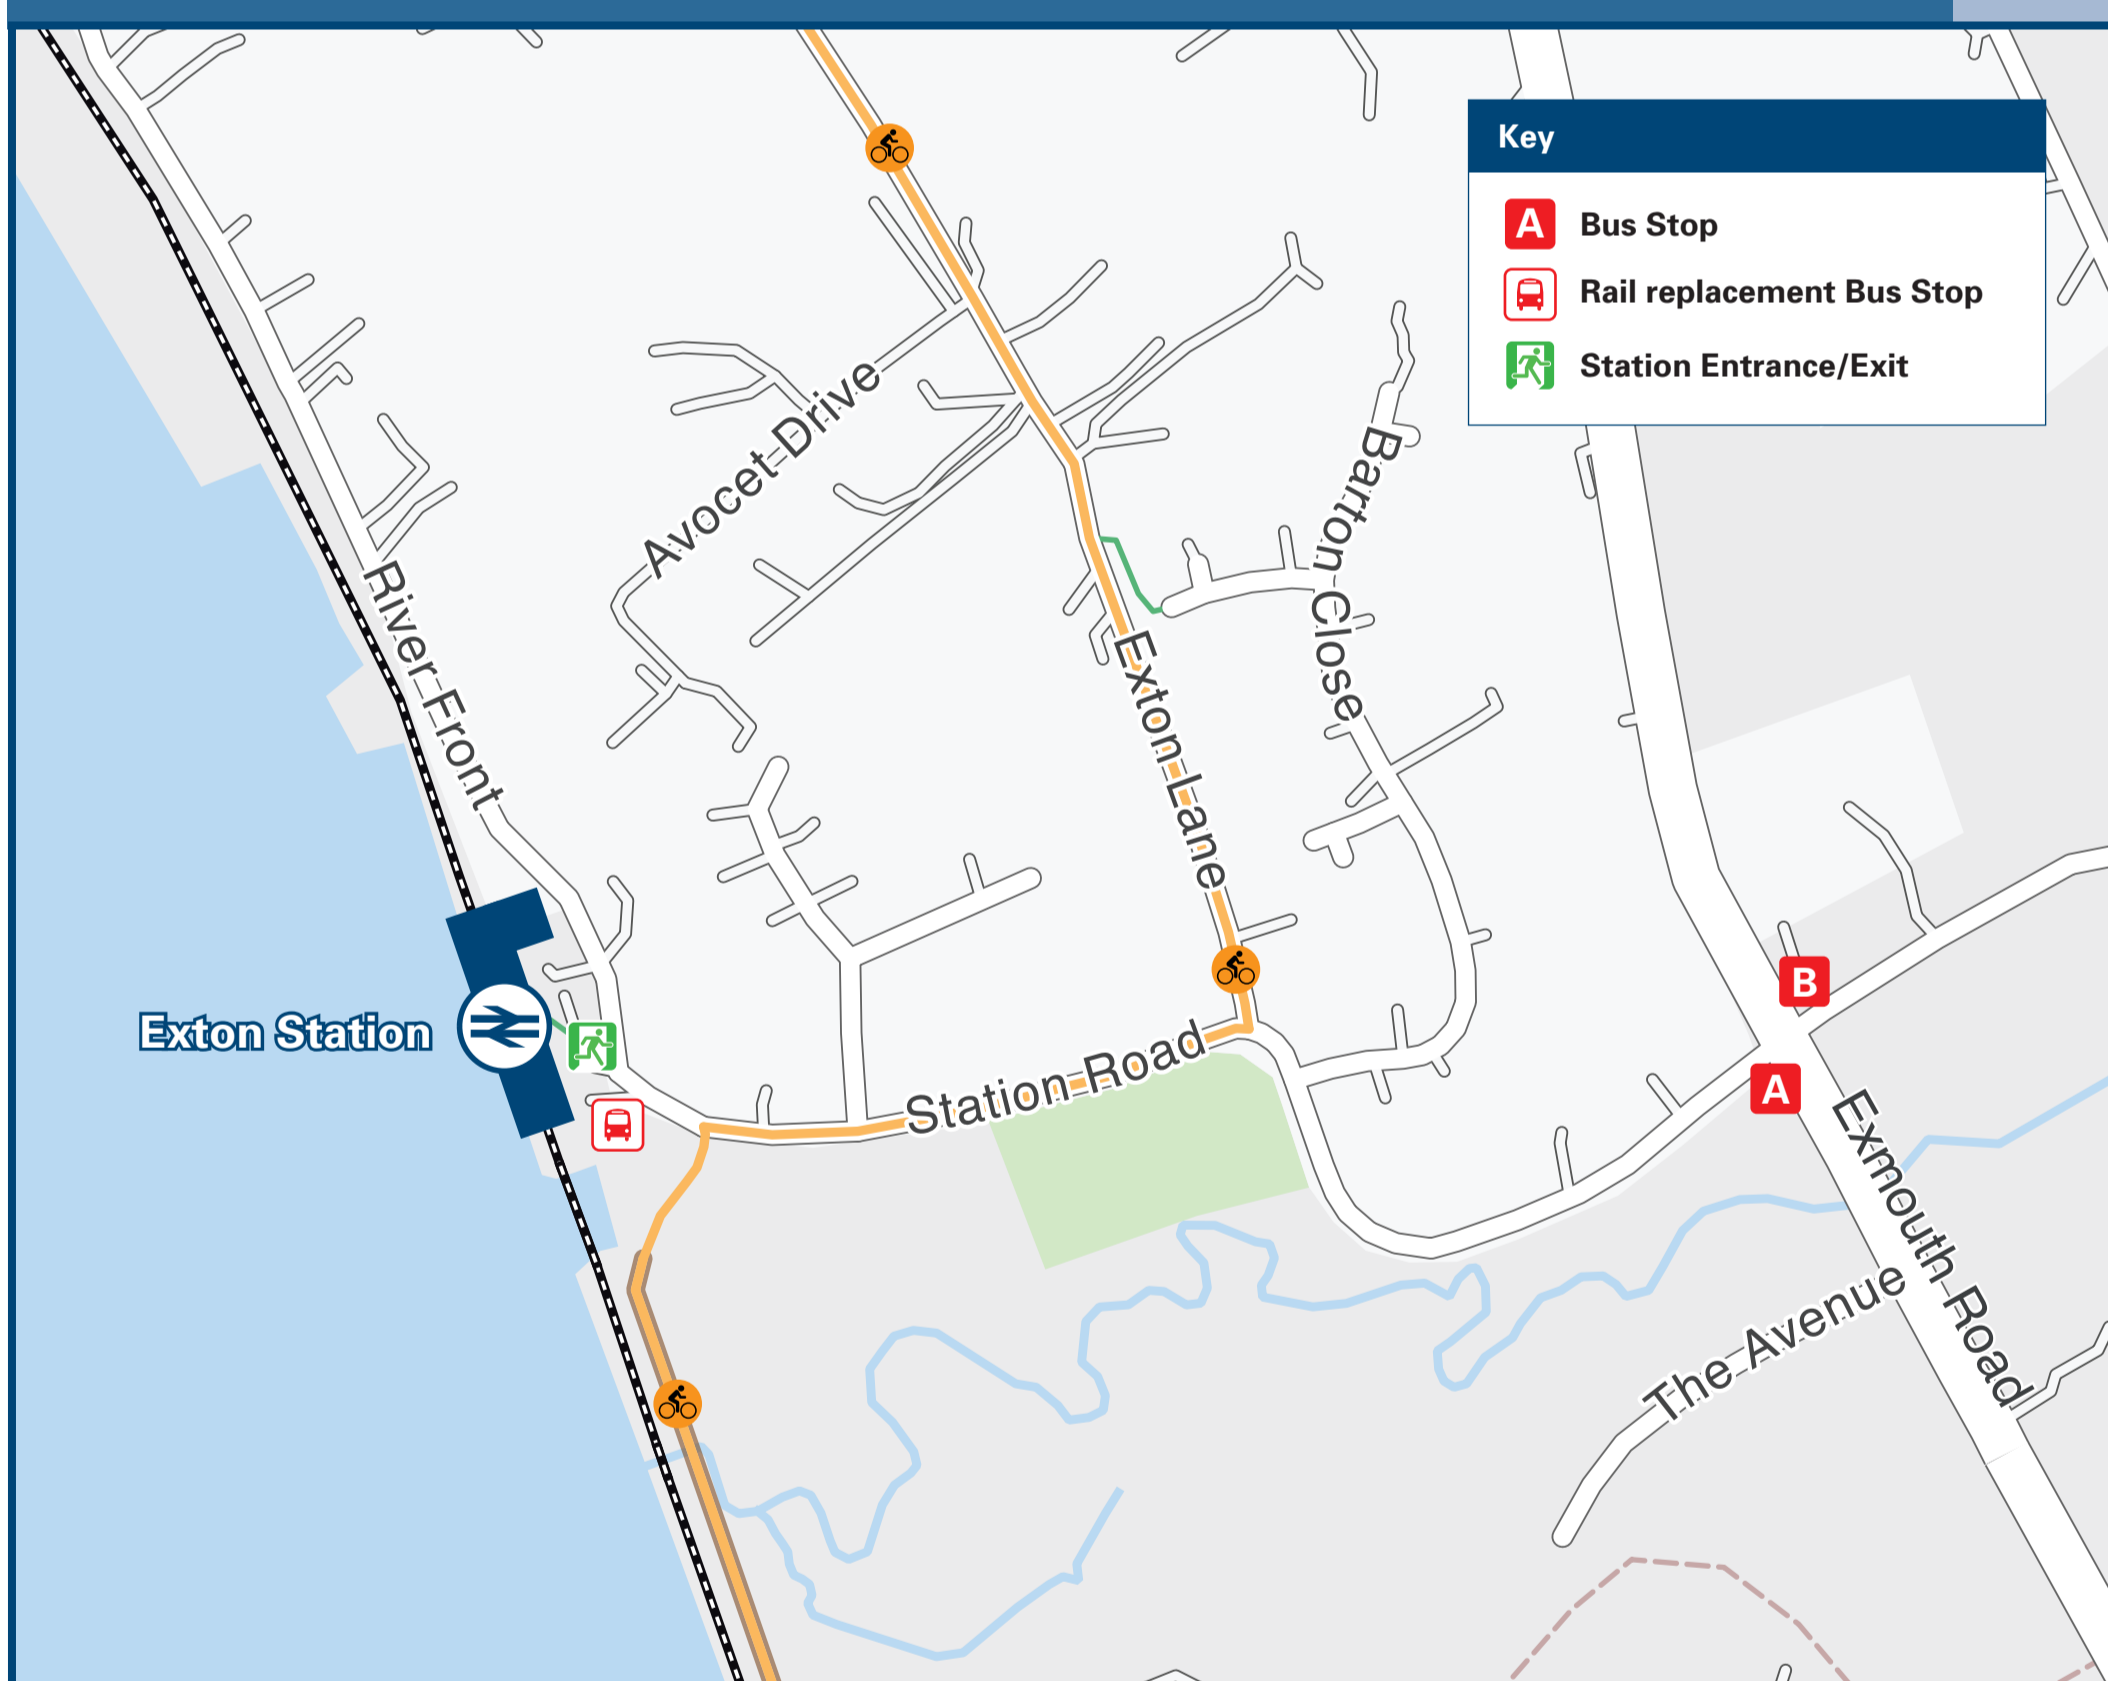 Key
A
Bus Stop
Rail replacement Bus Stop
Station Entrance/Exit
Avocet Drive
Barton Close
River Front
Exton Lane
B
Exton Station
Station Road
A
Exmouth Road
The Avenue